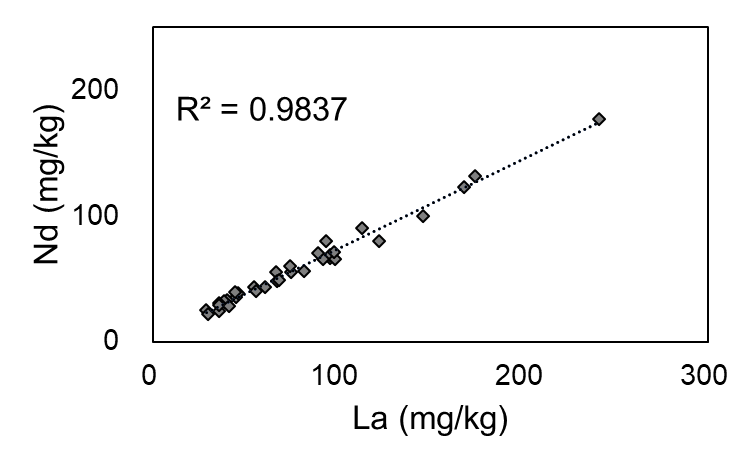 200
R² = 0.9837
Nd (mg/kg)
100
0
0 100 200 300
La (mg/kg)